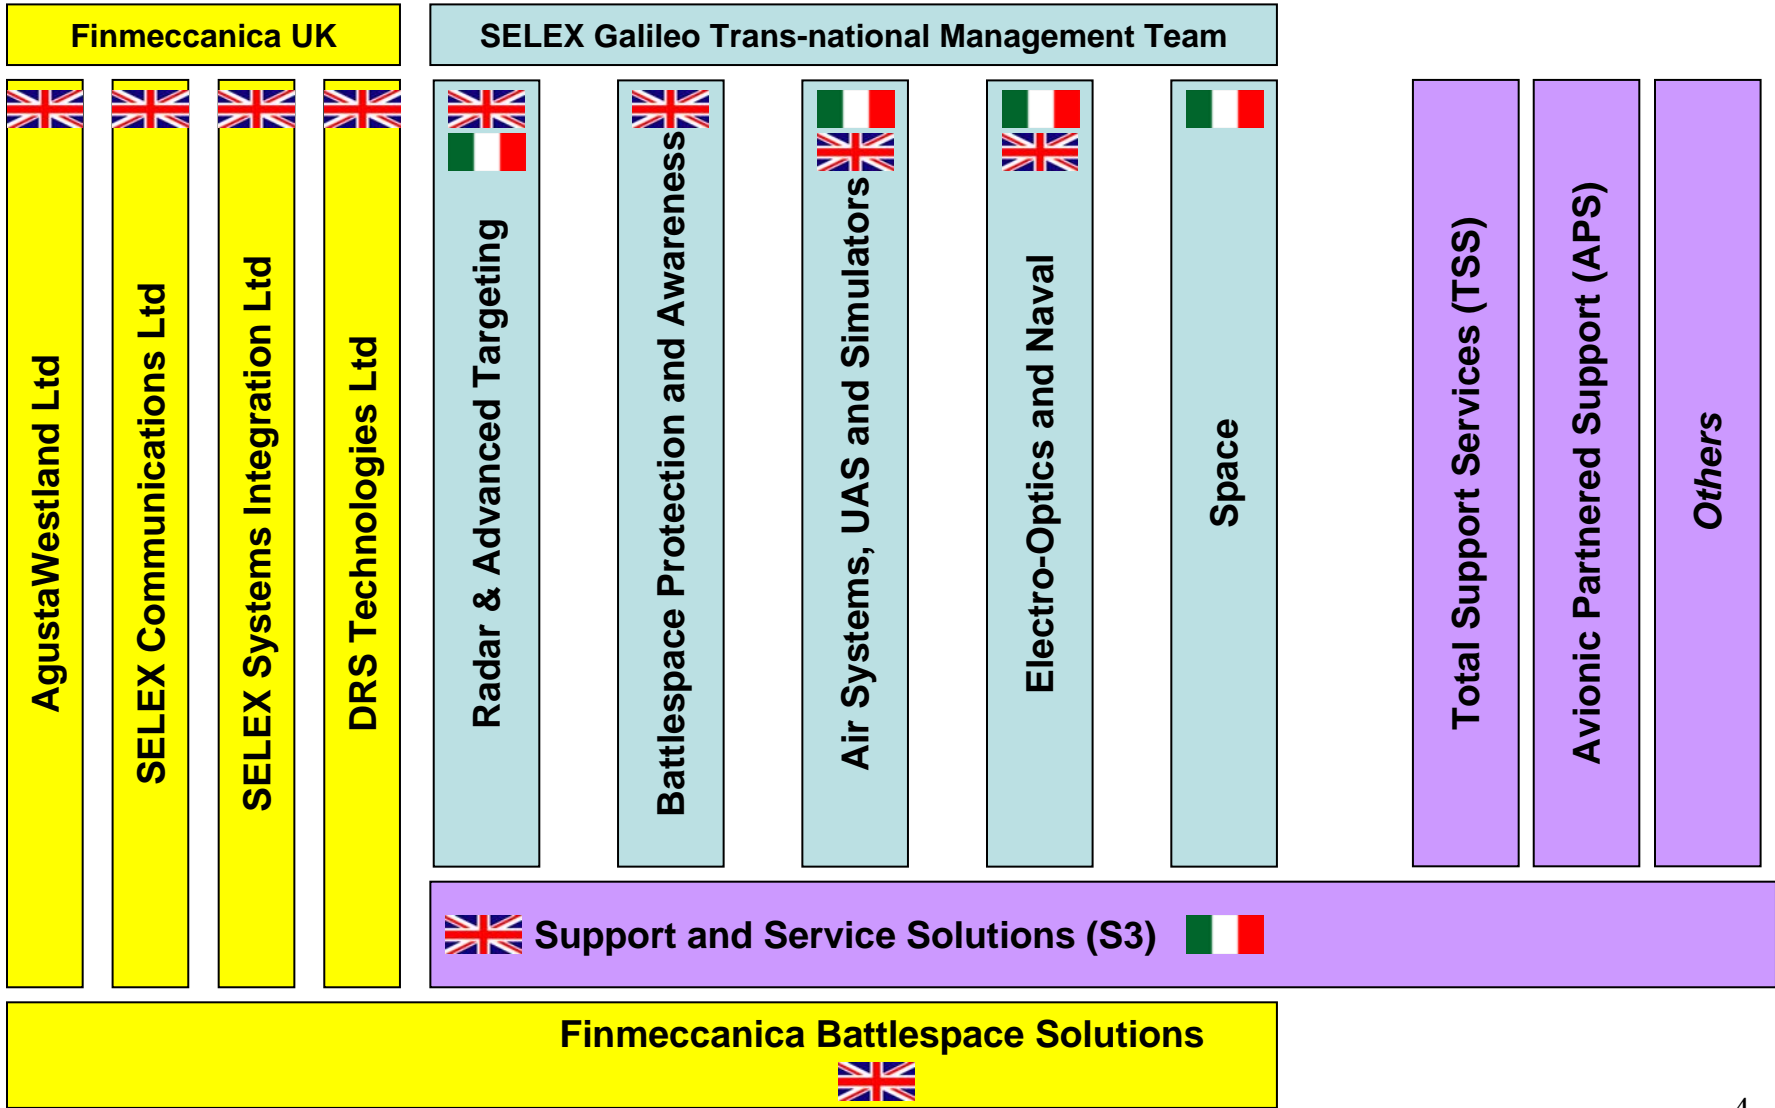 Finmeccanica UK
SELEX Galileo Trans-national Management Team
AgustaWestland Ltd
SELEX Communications Ltd
SELEX Systems Integration Ltd
DRS Technologies Ltd
Radar & Advanced Targeting
Battlespace Protection and Awareness
Air Systems, UAS and Simulators
Electro-Optics and Naval
Space
Total Support Services (TSS)
Avionic Partnered Support (APS)
Others
Support and Service Solutions (S3)
Finmeccanica Battlespace Solutions
4